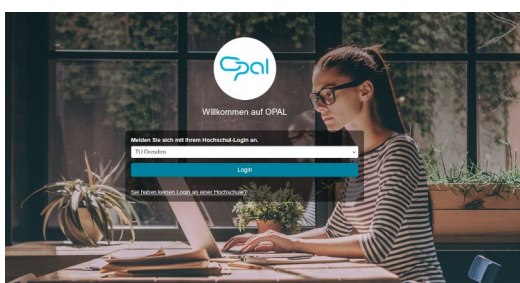 Opal
Willkommen auf OPAL
Melden Sie sich mit Ihrem Hochschul-Login an.
TU Dresden
Login
Sie haben keinen Login an einer Hochschule?